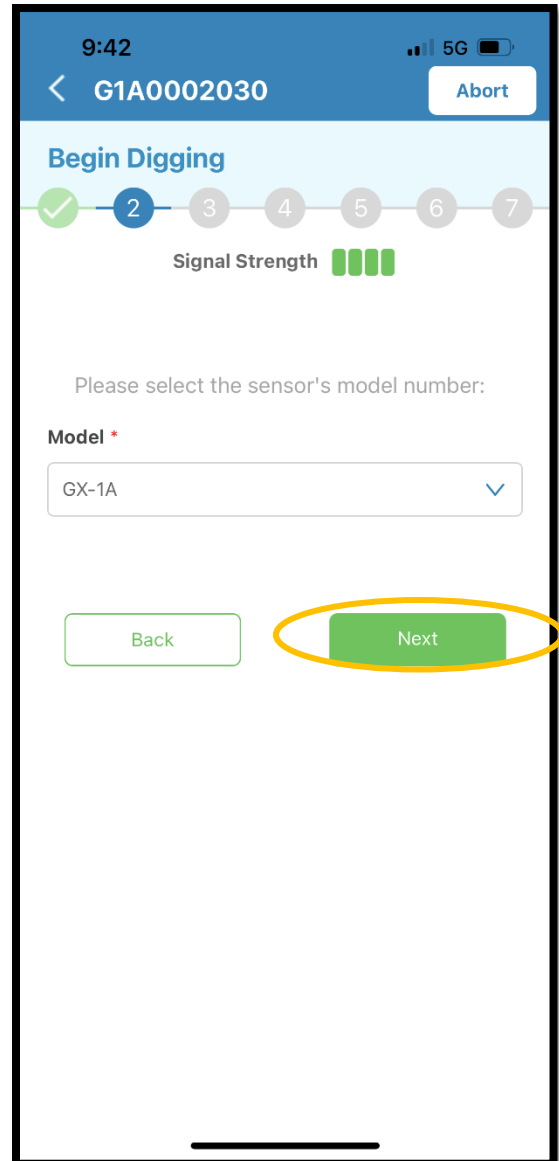 9:42 5G
G1A0002030 Abort
Begin Digging
2 3 4 5 6 7
Signal Strength
Please select the sensor's model number:
Model *
GX-1A
Back Next